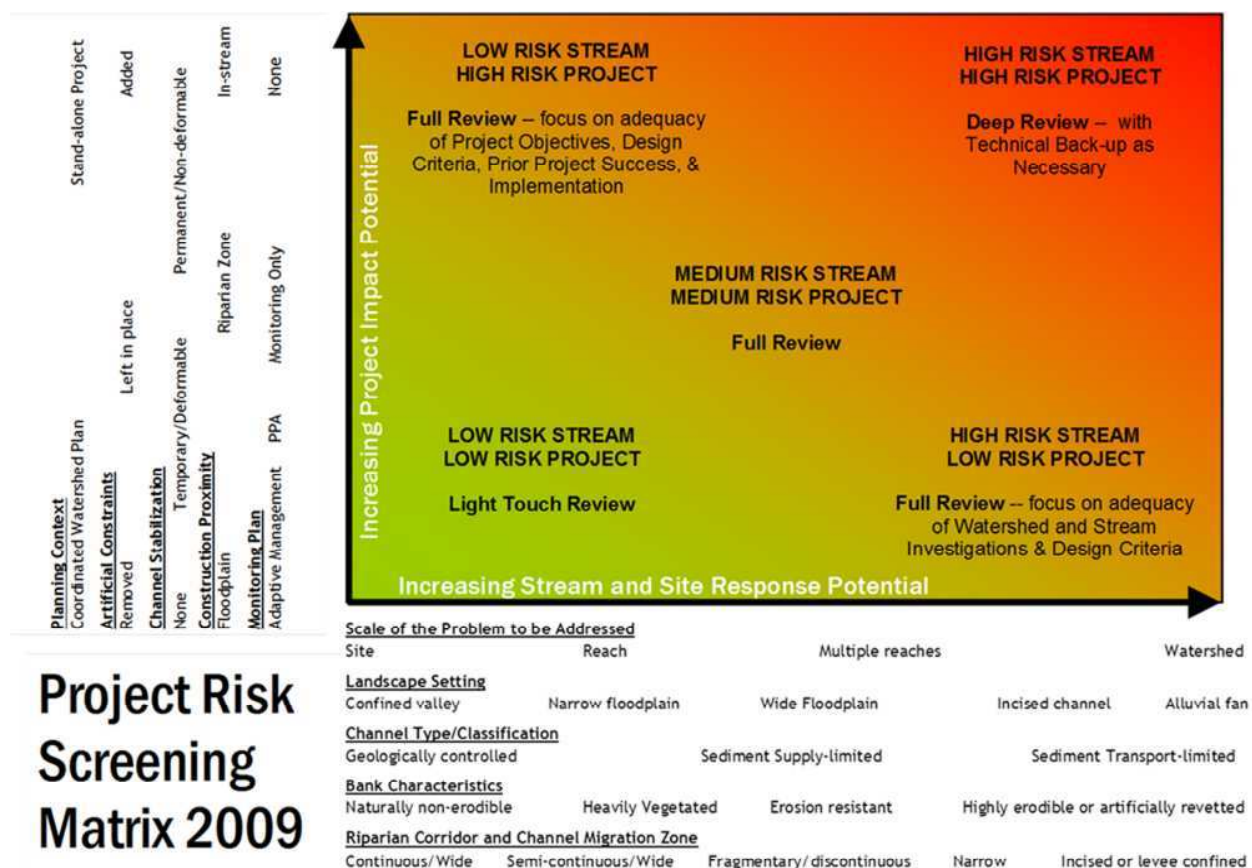 LOW RISK STREAM
HIGH RISK PROJECT
Full Review – focus on adequacy
of Project Objectives, Design
Criteria, Prior Project Success, &
Implementation
HIGH RISK STREAM
HIGH RISK PROJECT
Deep Review – with
Technical Back-up as
Necessary
MEDIUM RISK STREAM
MEDIUM RISK PROJECT
Full Review
LOW RISK STREAM
LOW RISK PROJECT
Light Touch Review
HIGH RISK STREAM
LOW RISK PROJECT
Full Review -- focus on adequacy
of Watershed and Stream
Investigations & Design Criteria
Increasing Project Impact Potential
Increasing Stream and Site Response Potential
Planning Context
Coordinated Watershed Plan Stand-alone Project
Artificial Constraints
Removed Left in place Added
Channel Stabilization
None Temporary/Deformable Permanent/Non-deformable
Construction Proximity
Floodplain Riparian Zone In-stream
Monitoring Plan
Adaptive Management PPA Monitoring Only None
Scale of the Problem to be Addressed
Site Reach Multiple reaches Watershed
Landscape Setting
Confined valley Narrow floodplain Wide Floodplain Incised channel Alluvial fan
Channel Type/Classification
Geologically controlled Sediment Supply-limited Sediment Transport-limited
Bank Characteristics
Naturally non-erodible Heavily Vegetated Erosion resistant Highly erodible or artificially revetted
Riparian Corridor and Channel Migration Zone
Continuous/Wide Semi-continuous/Wide Fragmentary/discontinuous Narrow Incised or levee confined
Project Risk
Screening
Matrix 2009